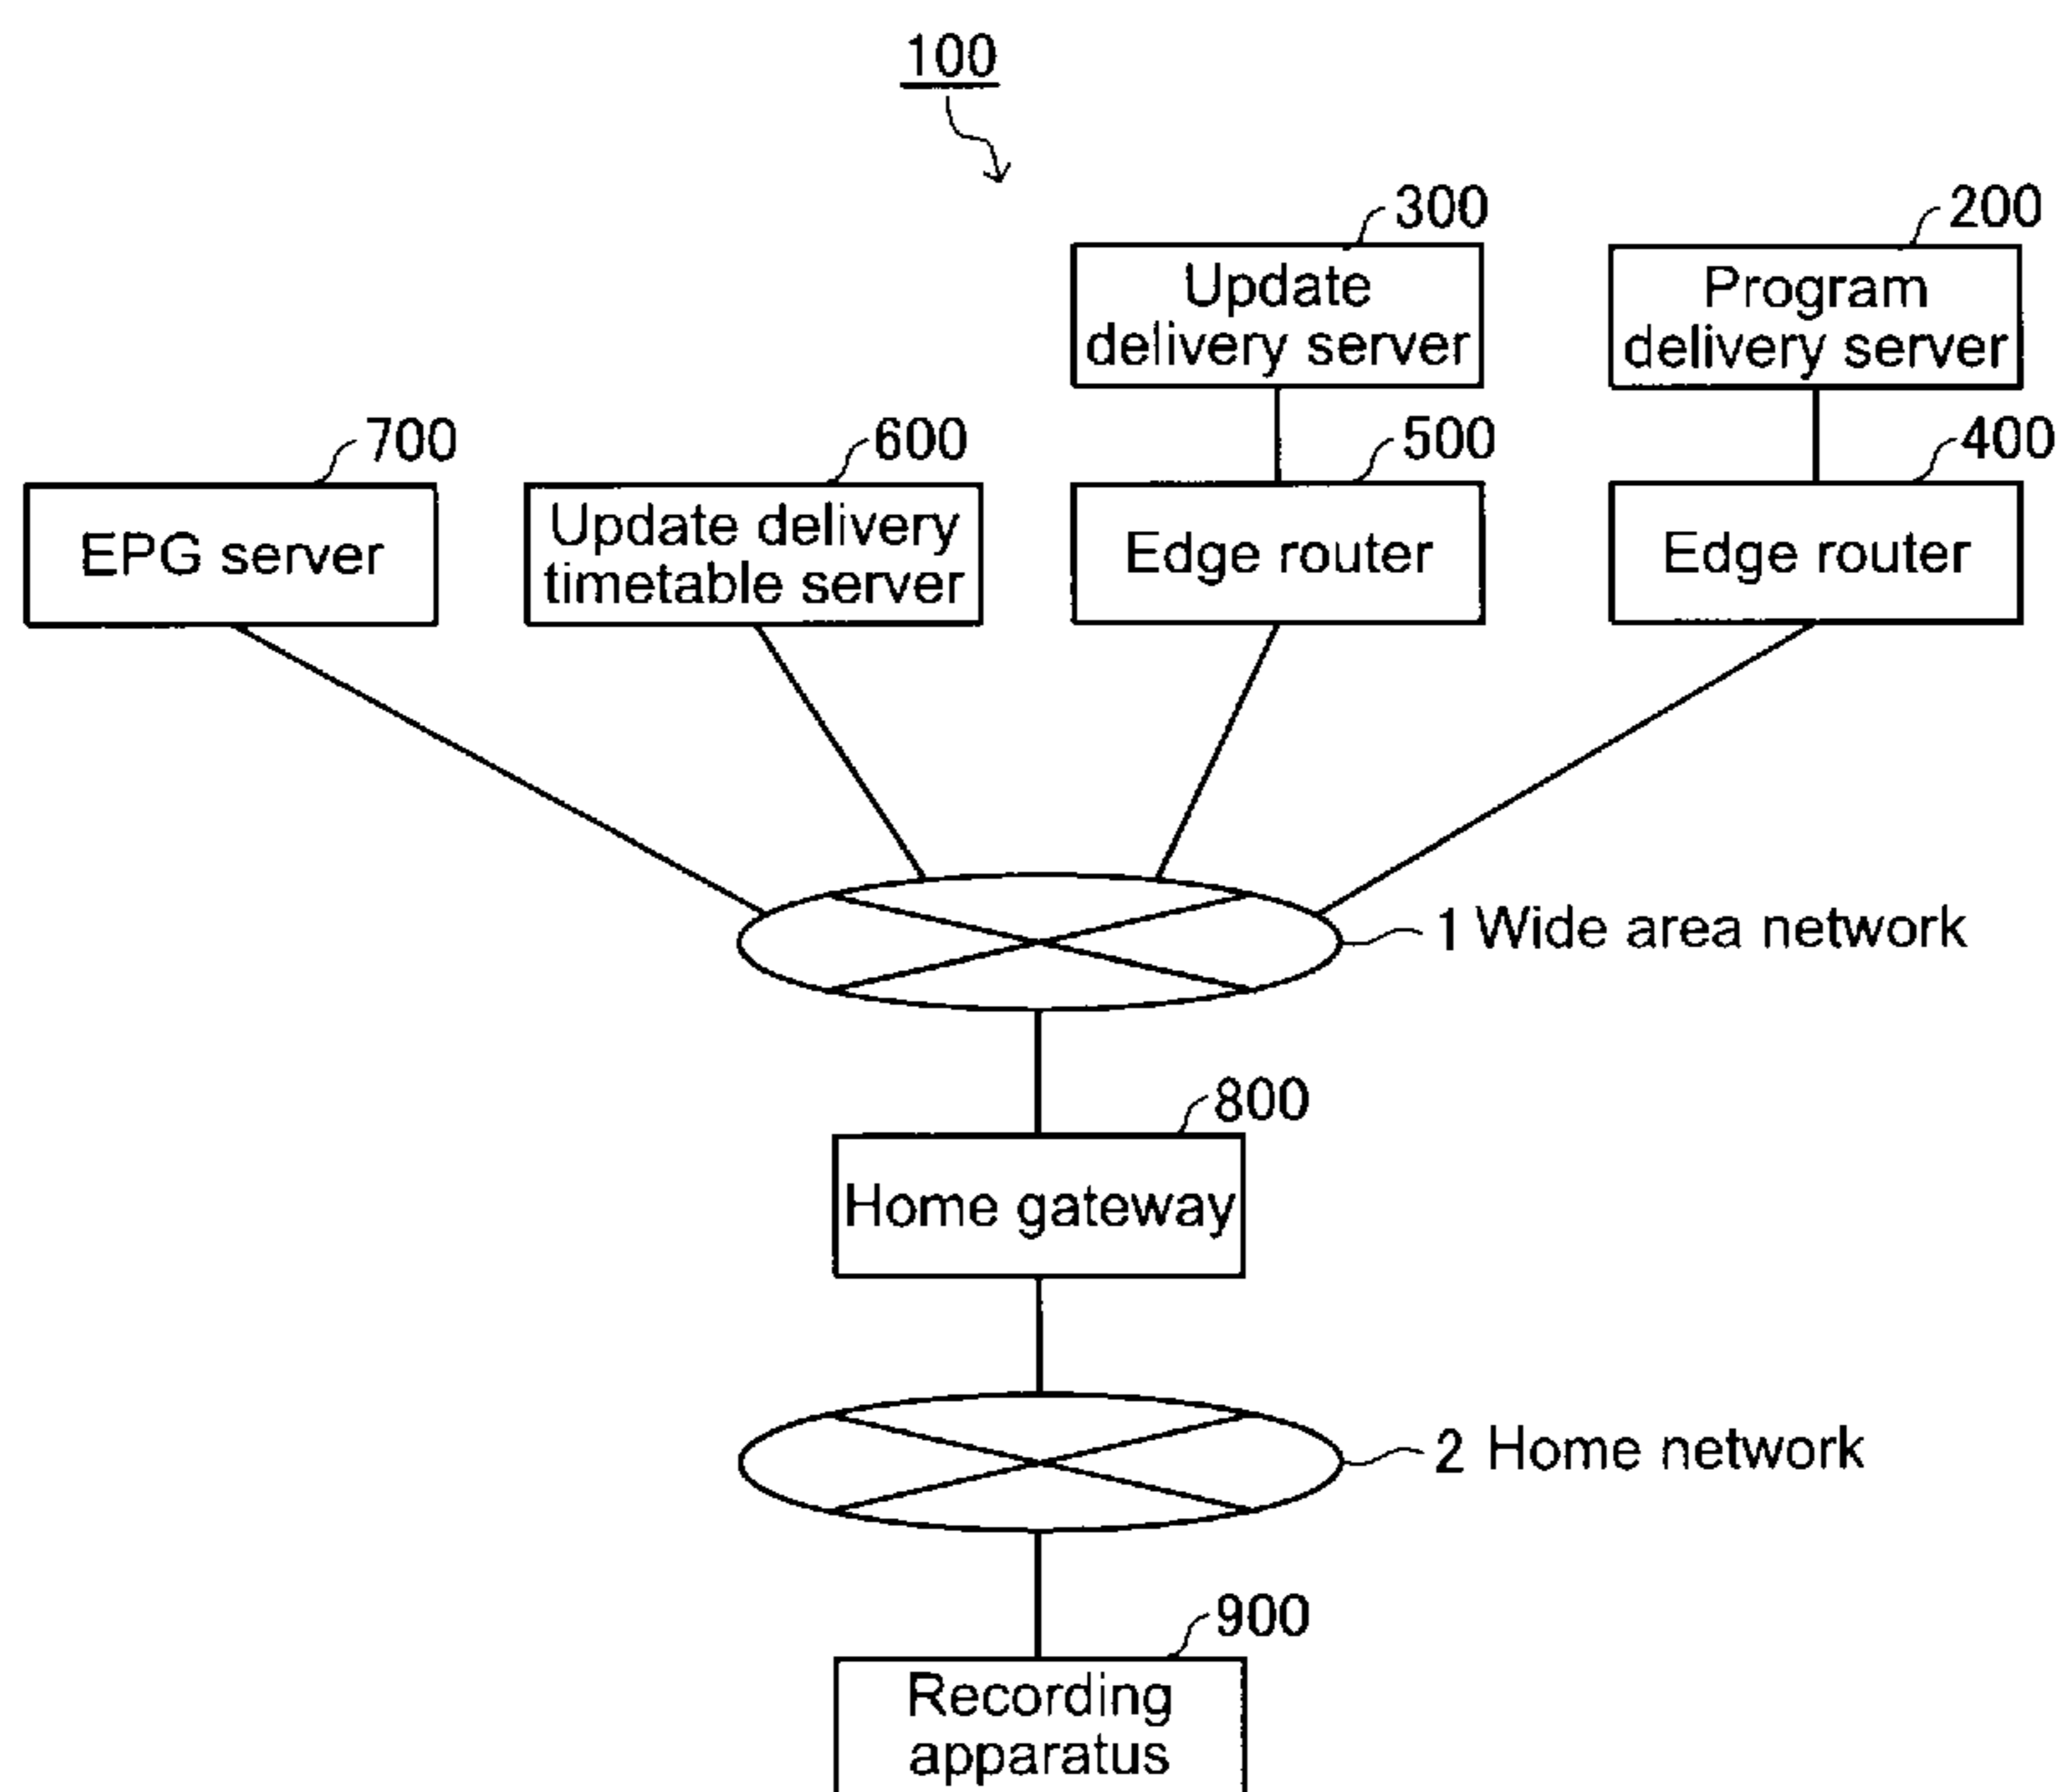 100
300
200
Update
delivery server
Program
delivery server
700
600
500
400
EPG server
Update delivery
timetable server
Edge router
Edge router
1 Wide area network
800
Home gateway
2 Home network
900
Recording
apparatus